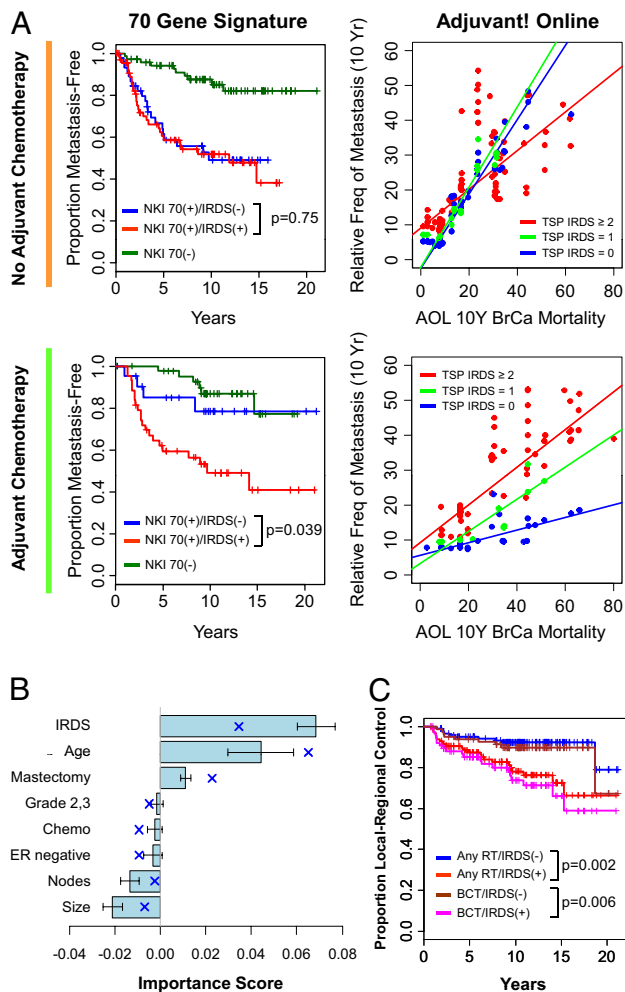 A
70 Gene Signature
Adjuvant! Online
No Adjuvant Chemotherapy
Proportion Metastasis-Free
1.0
0.8
0.6
0.4
0.2
0.0
NKI 70(+)/IRDS(-)
NKI 70(+)/IRDS(+)
p=0.75
NKI 70(-)
0 5 10 15 20
Years
Relative Freq of Metastasis (10 Yr)
60
50
40
30
20
10
0
TSP IRDS ≥ 2
TSP IRDS = 1
TSP IRDS = 0
0 20 40 60 80
AOL 10Y BrCa Mortality
Adjuvant Chemotherapy
Proportion Metastasis-Free
1.0
0.8
0.6
0.4
0.2
0.0
NKI 70(+)/IRDS(-)
NKI 70(+)/IRDS(+)
p=0.039
NKI 70(-)
0 5 10 15 20
Years
Relative Freq of Metastasis (10 Yr)
60
50
40
30
20
10
0
TSP IRDS ≥ 2
TSP IRDS = 1
TSP IRDS = 0
0 20 40 60 80
AOL 10Y BrCa Mortality
B
IRDS
Age
Mastectomy
Grade 2,3
Chemo
ER negative
Nodes
Size
-0.04 -0.02 0.00 0.02 0.04 0.06 0.08
Importance Score
C
Proportion Local-Regional Control
1.0
0.8
0.6
0.4
0.2
0.0
Any RT/IRDS(-)
Any RT/IRDS(+)
p=0.002
BCT/IRDS(-)
BCT/IRDS(+)
p=0.006
0 5 10 15 20
Years